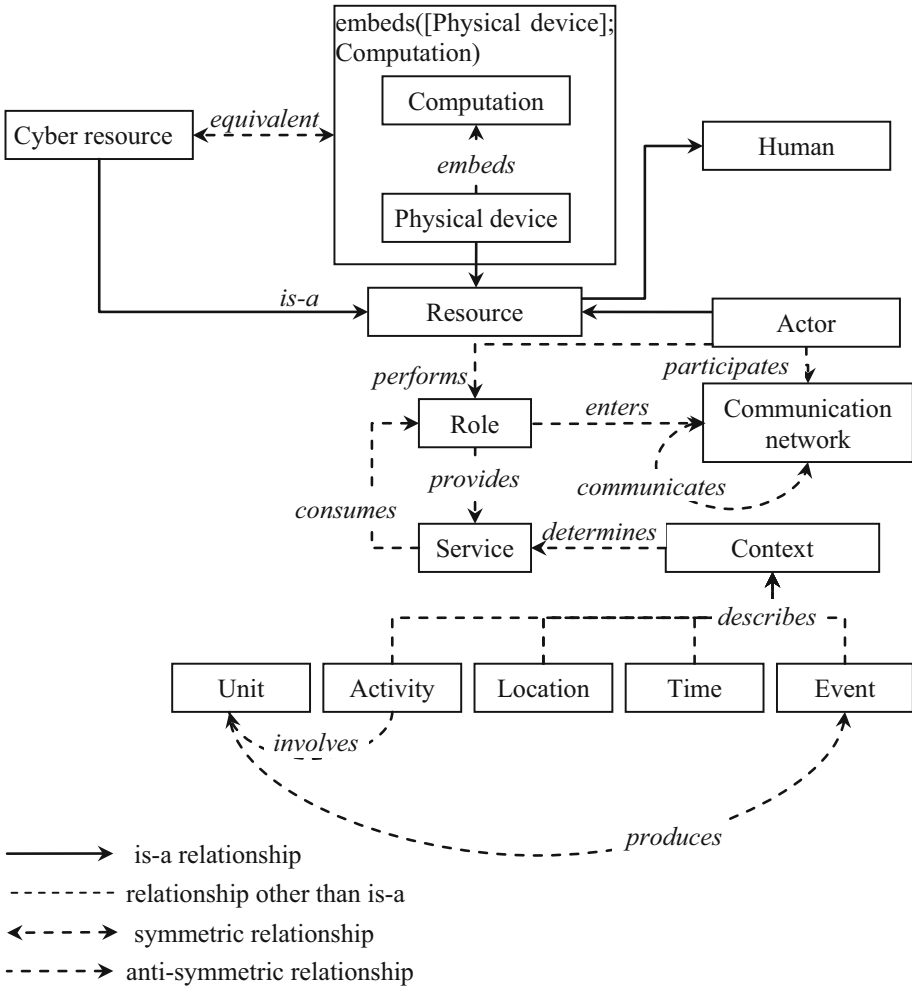 embeds([Physical device];
Computation)
Computation
Cyber resource
equivalent
Human
embeds
Physical device
is-a
Resource
Actor
performs
participates
Role
enters
Communication
network
provides
communicates
consumes
Service
determines
Context
describes
Unit
Activity
Location
Time
Event
involves
produces
is-a relationship
relationship other than is-a
symmetric relationship
anti-symmetric relationship